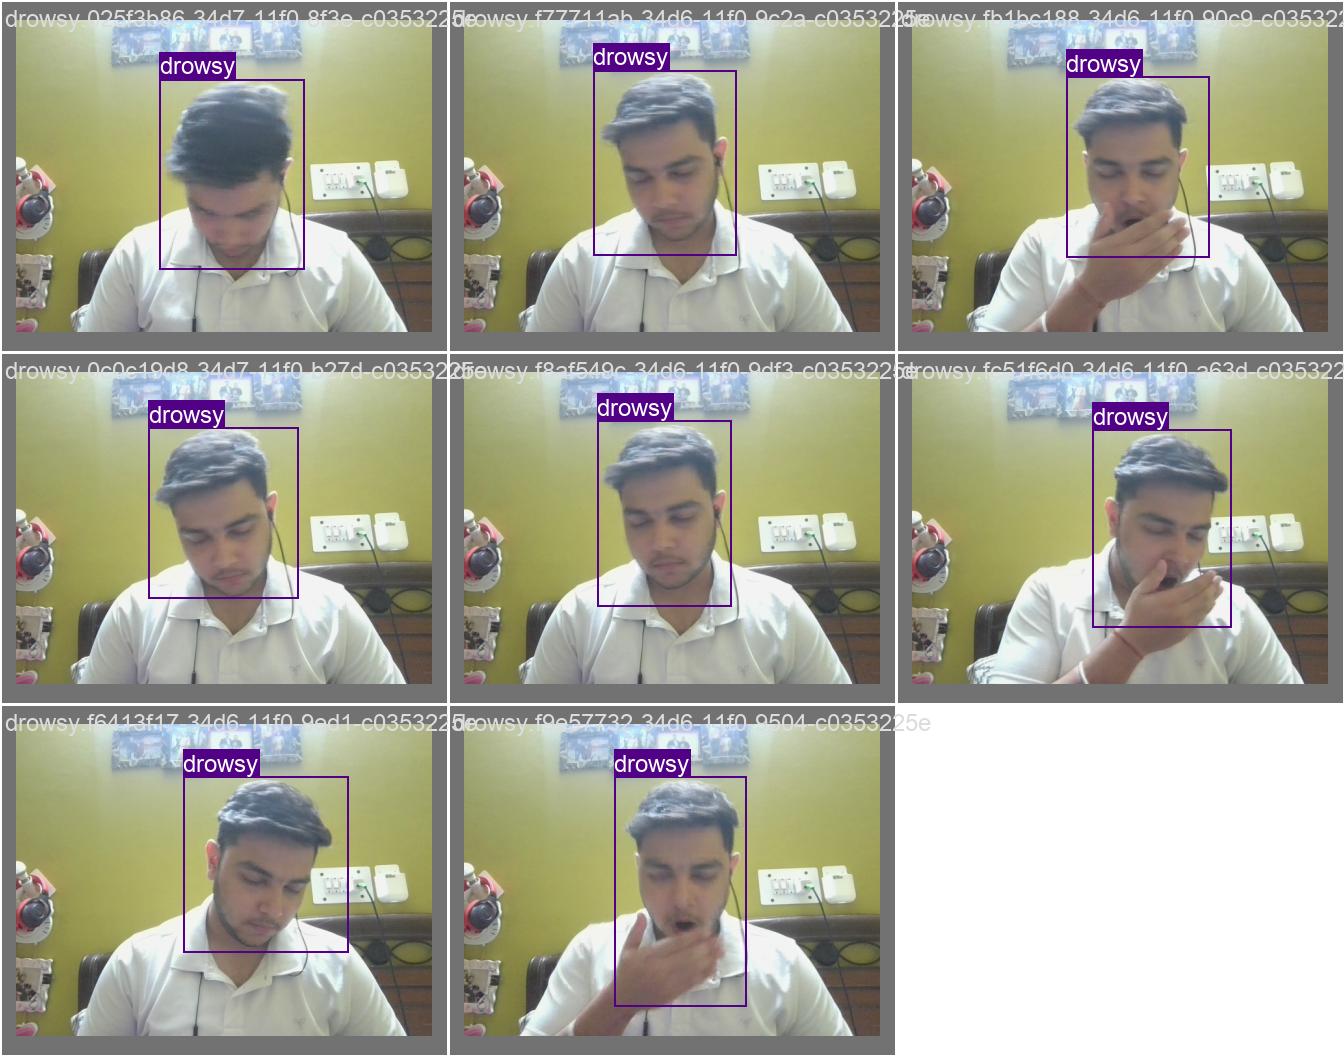 drowsy.025f3b86-34d7-11f0-8f3e-c0353225e
drowsy.f77711ab-34d6-11f0-9c2a-c0353225e
drowsy.fb1bc188-34d6-11f0-90c9-c03532
drowsy
drowsy
drowsy
drowsy.0c0c19d8-34d7-11f0-b27d-c0353225e
drowsy.f8af549c-34d6-11f0-9df3-c0353225e
drowsy.fc51f6d0-34d6-11f0-a63d-c03532
drowsy
drowsy
drowsy
drowsy.f6413f17-34d6-11f0-9ed1-c0353225e
drowsy.f9e57732-34d6-11f0-9504-c0353225e
drowsy
drowsy